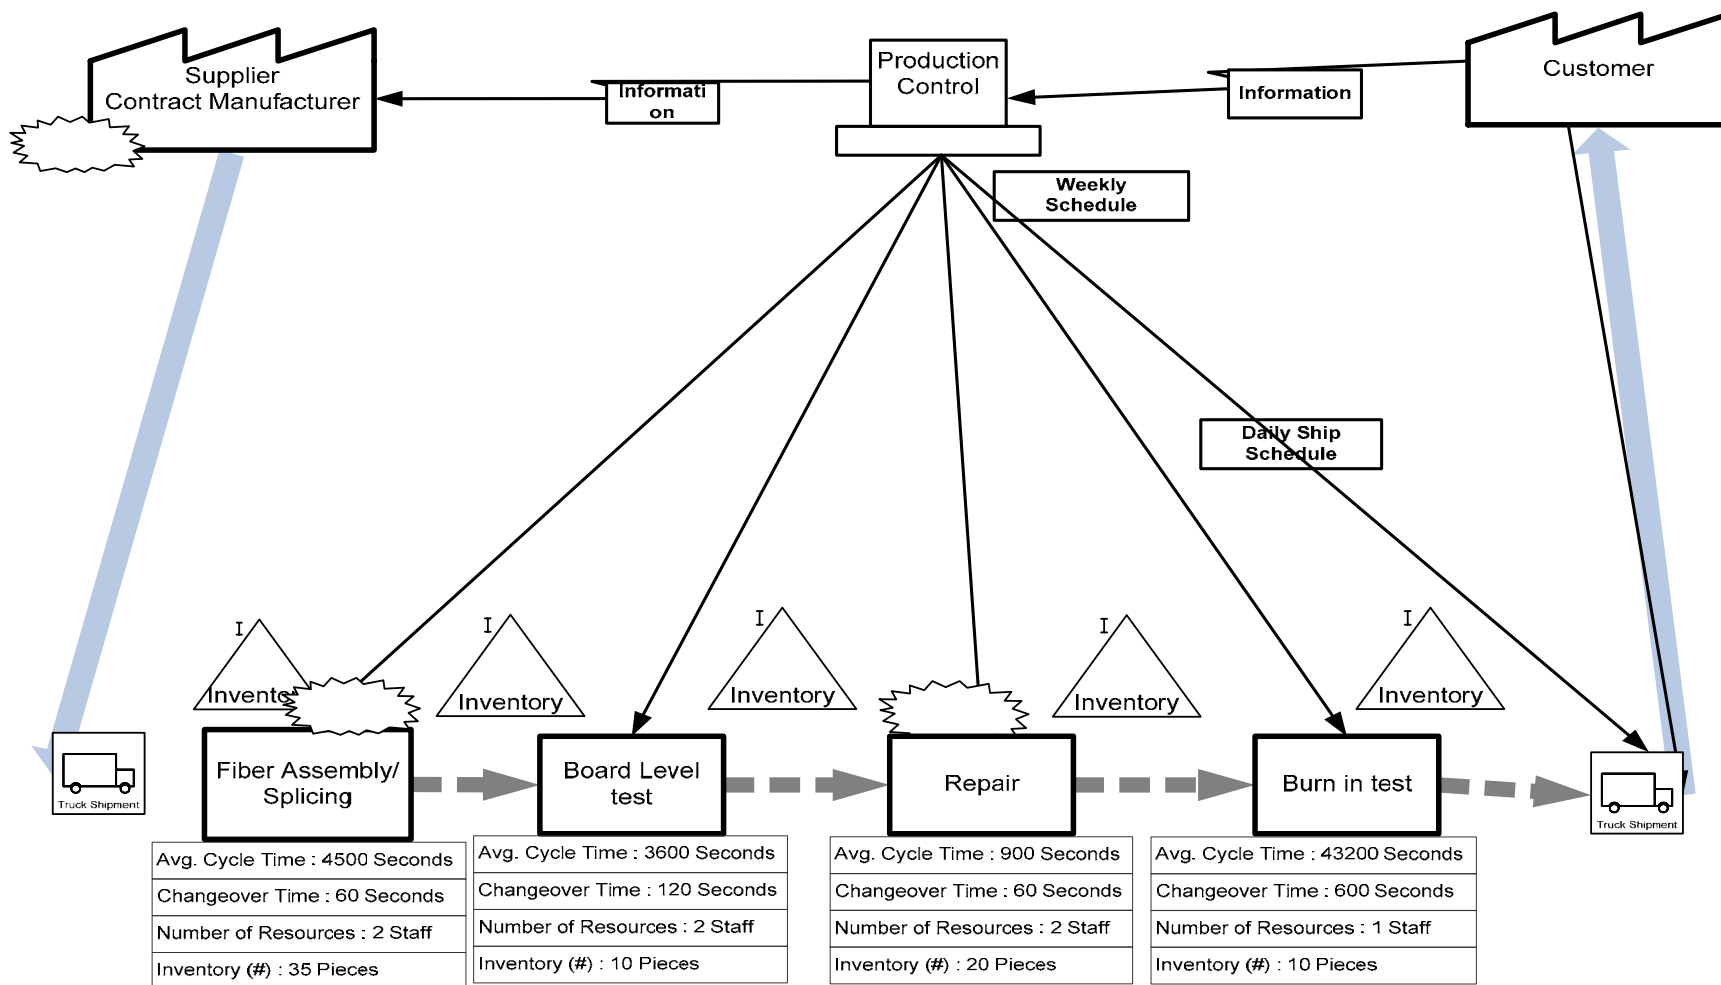 Supplier
Contract Manufacturer
Production
Control
Customer
Informati
on
Information
Weekly
Schedule
Daily Ship
Schedule
I
Invento
I
Inventory
I
Inventory
I
Inventory
I
Inventory
Truck Shipment
Fiber Assembly/
Splicing
Board Level
test
Repair
Burn in test
Truck Shipment
Avg. Cycle Time : 4500 Seconds
Changeover Time : 60 Seconds
Number of Resources : 2 Staff
Inventory (#) : 35 Pieces
Avg. Cycle Time : 3600 Seconds
Changeover Time : 120 Seconds
Number of Resources : 2 Staff
Inventory (#) : 10 Pieces
Avg. Cycle Time : 900 Seconds
Changeover Time : 60 Seconds
Number of Resources : 2 Staff
Inventory (#) : 20 Pieces
Avg. Cycle Time : 43200 Seconds
Changeover Time : 600 Seconds
Number of Resources : 1 Staff
Inventory (#) : 10 Pieces